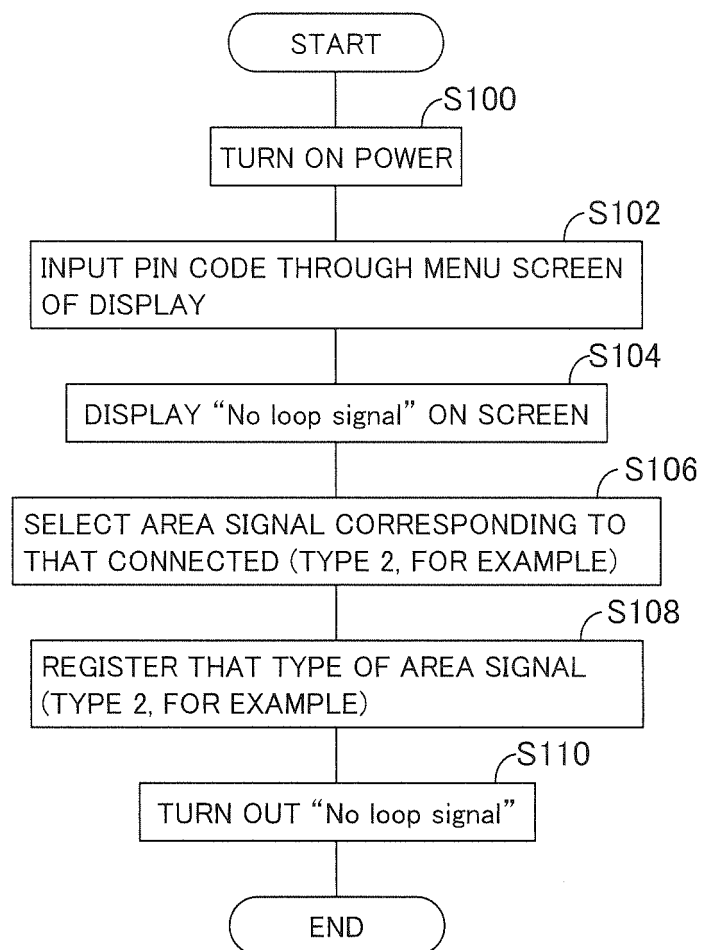 START
S100
TURN ON POWER
S102
INPUT PIN CODE THROUGH MENU SCREEN
OF DISPLAY
S104
DISPLAY “No loop signal” ON SCREEN
S106
SELECT AREA SIGNAL CORRESPONDING TO
THAT CONNECTED (TYPE 2, FOR EXAMPLE)
S108
REGISTER THAT TYPE OF AREA SIGNAL
(TYPE 2, FOR EXAMPLE)
S110
TURN OUT “No loop signal”
END